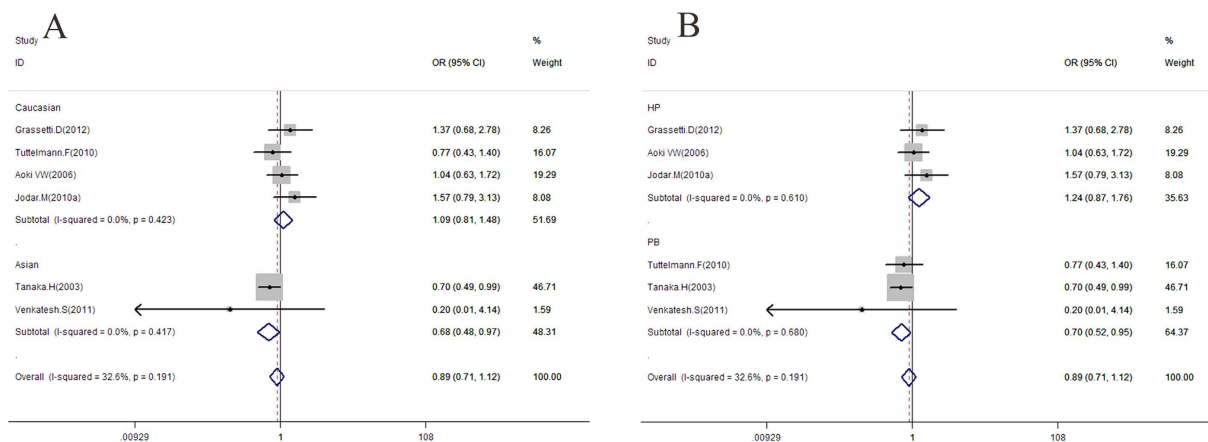 A
Study %
ID OR (95% CI) Weight
Caucasian
Grassetti.D(2012) 1.37 (0.68, 2.78) 8.26
Tuttelmann.F(2010) 0.77 (0.43, 1.40) 16.07
Aoki VW(2006) 1.04 (0.63, 1.72) 19.29
Jodar.M(2010a) 1.57 (0.79, 3.13) 8.08
Subtotal (I-squared = 0.0%, p = 0.423) 1.09 (0.81, 1.48) 51.69
.
Asian
Tanaka.H(2003) 0.70 (0.49, 0.99) 46.71
Venkatesh.S(2011) 0.20 (0.01, 4.14) 1.59
Subtotal (I-squared = 0.0%, p = 0.417) 0.68 (0.48, 0.97) 48.31
.
Overall (I-squared = 32.6%, p = 0.191) 0.89 (0.71, 1.12) 100.00
.00929 1 108
B
Study %
ID OR (95% CI) Weight
HP
Grassetti.D(2012) 1.37 (0.68, 2.78) 8.26
Aoki VW(2006) 1.04 (0.63, 1.72) 19.29
Jodar.M(2010a) 1.57 (0.79, 3.13) 8.08
Subtotal (I-squared = 0.0%, p = 0.610) 1.24 (0.87, 1.76) 35.63
.
PB
Tuttelmann.F(2010) 0.77 (0.43, 1.40) 16.07
Tanaka.H(2003) 0.70 (0.49, 0.99) 46.71
Venkatesh.S(2011) 0.20 (0.01, 4.14) 1.59
Subtotal (I-squared = 0.0%, p = 0.680) 0.70 (0.52, 0.95) 64.37
.
Overall (I-squared = 32.6%, p = 0.191) 0.89 (0.71, 1.12) 100.00
.00929 1 108